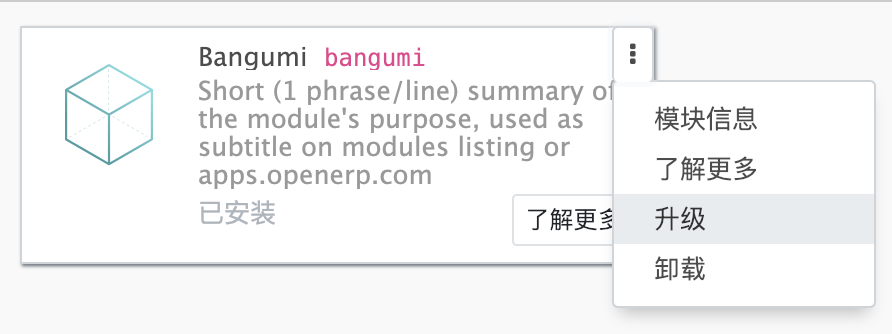 Bangumi bangumi
Short (1 phrase/line) summary of
the module's purpose, used as
subtitle on modules listing or
apps.openerp.com
已安装
了解更多
模块信息
了解更多
升级
卸载